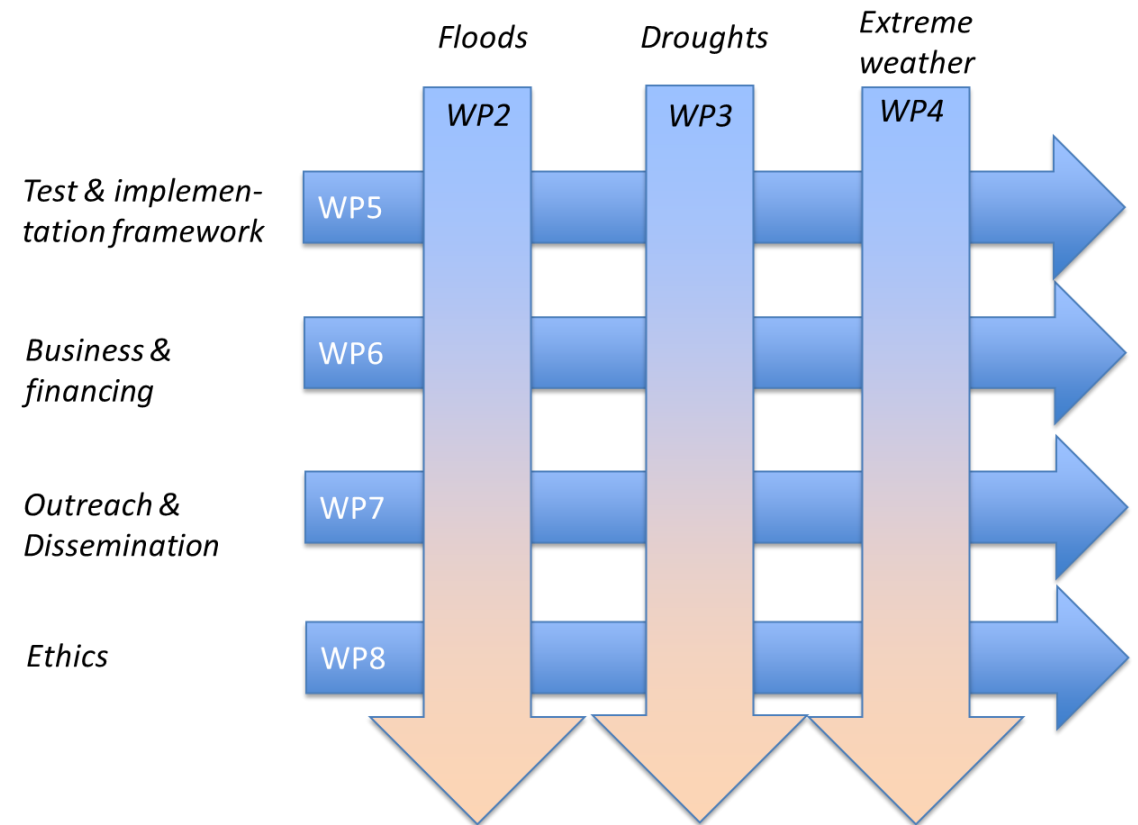 Floods
Droughts
Extreme
weather
WP2
WP3
WP4
Test & implemen-
tation framework
WP5
Business &
financing
WP6
Outreach &
Dissemination
WP7
Ethics
WP8